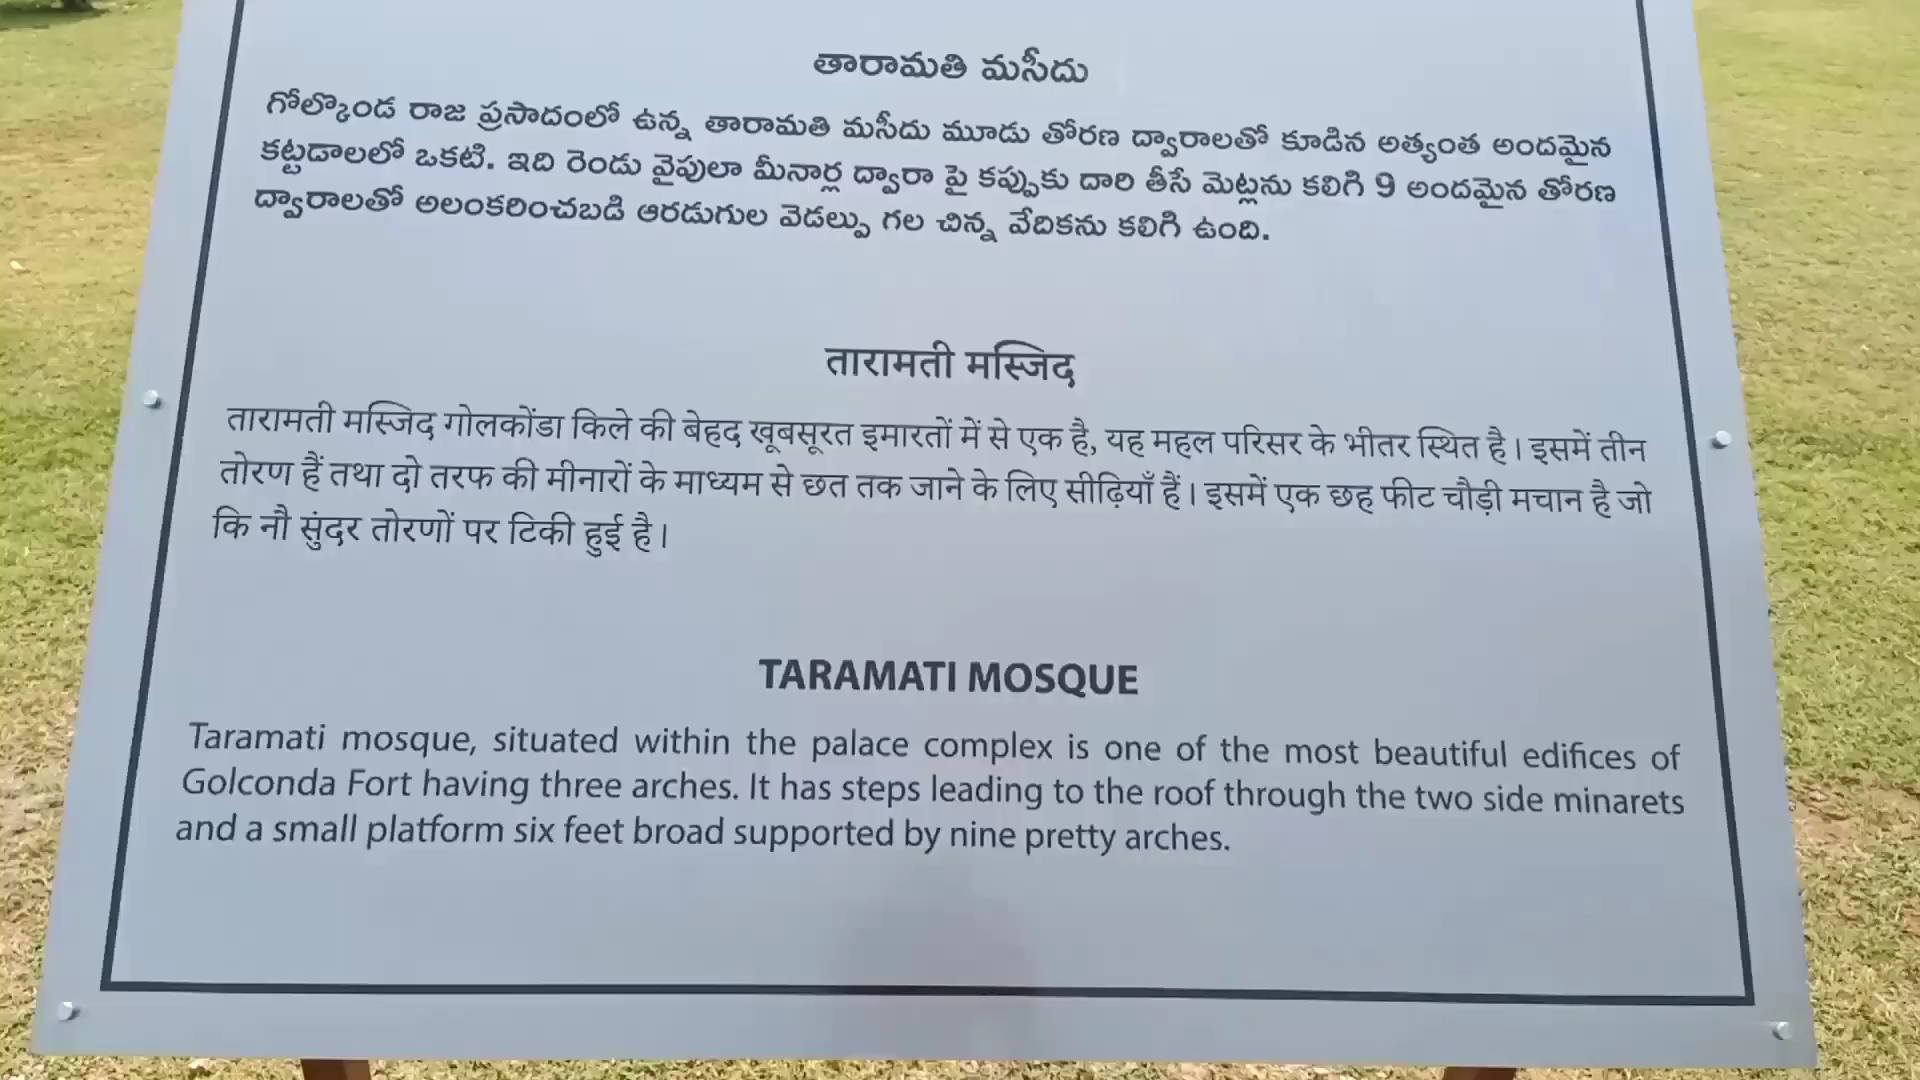 తారామతి మసీదు
గోల్కొండ రాజ ప్రసాదంలో ఉన్న తారామతి మసీదు మూడు తోరణ ద్వారాలతో కూడిన అత్యంత అందమైన
కట్టడాలలో ఒకటి. ఇది రెండు వైపులా మీనార్ల ద్వారా పై కప్పుకు దారి తీసే మెట్లను కలిగి 9 అందమైన తోరణ
ద్వారాలతో అలంకరించబడి ఆరడుగుల వెడల్పు గల చిన్న వేదికను కలిగి ఉంది.
तारामती मस्जिद
तारामती मस्जिद गोलकोंडा किले की बेहद खूबसूरत इमारतों में से एक है, यह महल परिसर के भीतर स्थित है। इसमें तीन
तोरण हैं तथा दो तरफ की मीनारों के माध्यम से छत तक जाने के लिए सीढ़ियाँ हैं। इसमें एक छह फीट चौड़ी मचान है जो
कि नौ सुंदर तोरणों पर टिकी हुई है।
TARAMATI MOSQUE
Taramati mosque, situated within the palace complex is one of the most beautiful edifices of
Golconda Fort having three arches. It has steps leading to the roof through the two side minarets
and a small platform six feet broad supported by nine pretty arches.